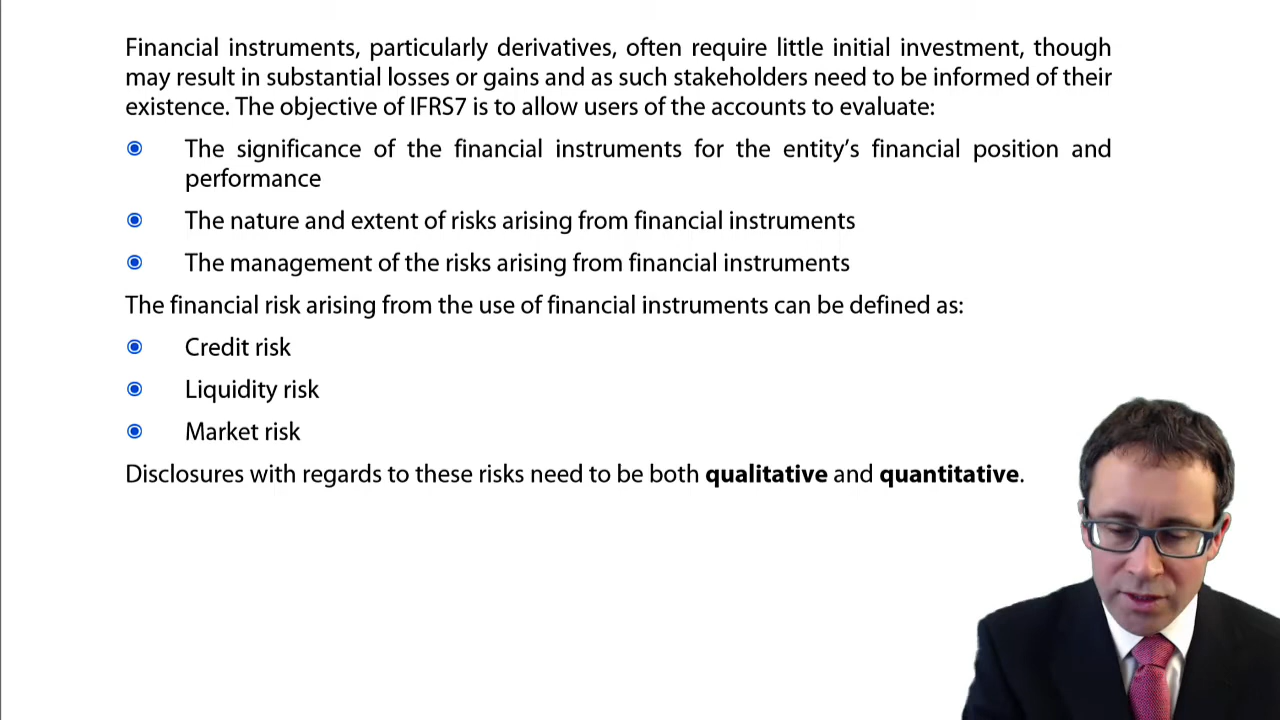 Financial instruments, particularly derivatives, often require little initial investment, though
may result in substantial losses or gains and as such stakeholders need to be informed of their
existence. The objective of IFRS7 is to allow users of the accounts to evaluate:
The significance of the financial instruments for the entity's financial position and
performance
The nature and extent of risks arising from financial instruments
The management of the risks arising from financial instruments
The financial risk arising from the use of financial instruments can be defined as:
Credit risk
Liquidity risk
Market risk
Disclosures with regards to these risks need to be both qualitative and quantitative.